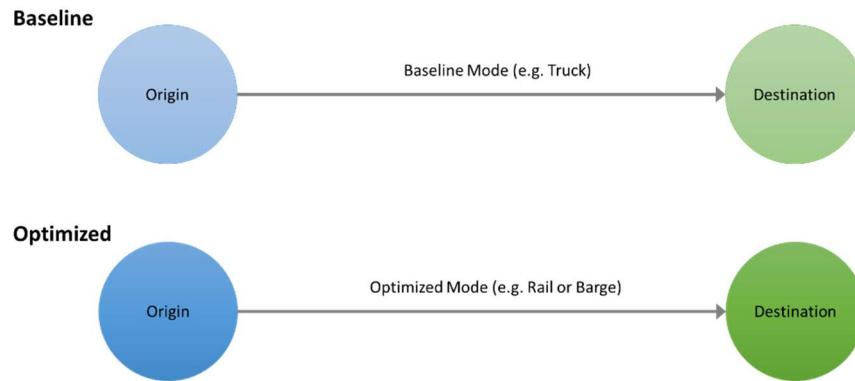 Baseline
Baseline Mode (e.g. Truck)
Origin
Destination
Optimized
Optimized Mode (e.g. Rail or Barge)
Origin
Destination